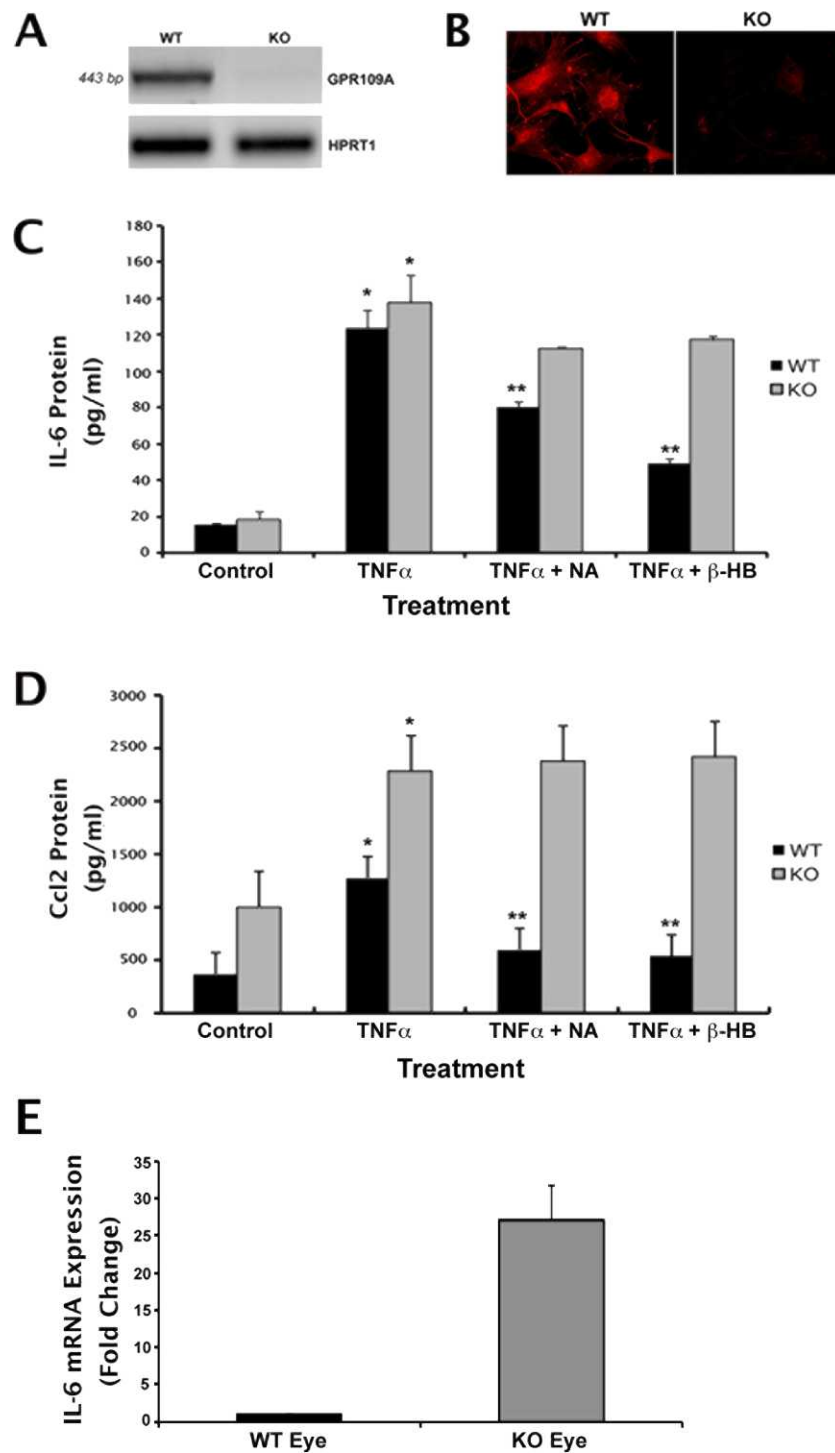 A
WT KO
443 bp
GPR109A
HPRT1
B
WT KO
C
180
160
140
120
100
80
60
40
20
0
IL-6 Protein
(pg/ml)
*
*
**
**
WT
KO
Control TNFα TNFα + NA TNFα + β-HB
Treatment
D
3000
2500
2000
1500
1000
500
0
Ccl2 Protein
(pg/ml)
*
*
**
**
WT
KO
Control TNFα TNFα + NA TNFα + β-HB
Treatment
E
35
30
25
20
15
10
5
0
IL-6 mRNA Expression
(Fold Change)
WT Eye KO Eye